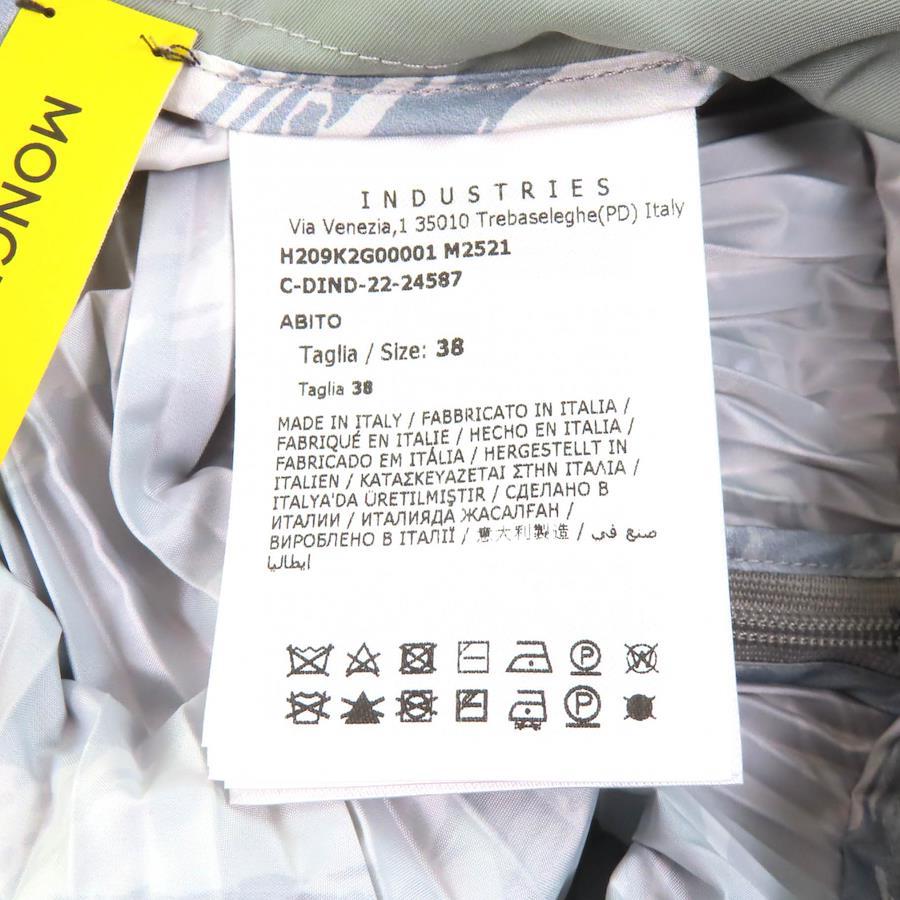 MONCL
INDUSTRIES
Via Venezia,1 35010 Trebaseleghe(PD) Italy
H209K2G00001 M2521
C-DIND-22-24587
ABITO
Taglia / Size: 38
Taglia 38
MADE IN ITALY / FABBRICATO IN ITALIA /
FABRIQUÉ EN ITALIE / HECHO EN ITALIA /
FABRICADO EM ITÁLIA / HERGESTELLT IN
ITALIEN / ΚΑΤΑΣΚΕΥΑΖΕΤΑΙ ΣΤΗΝ ΙΤΑΛΙΑ /
ITALYA'DA ÜRETILMIŞTIR / СДЕЛАНО В
ИТАЛИИ / ИТАЛИЯДА ЖАСАЛҒАН /
ВИРОБЛЕНО В ІТАЛІЇ / 意大利製造 / صنع في
ايطاليا